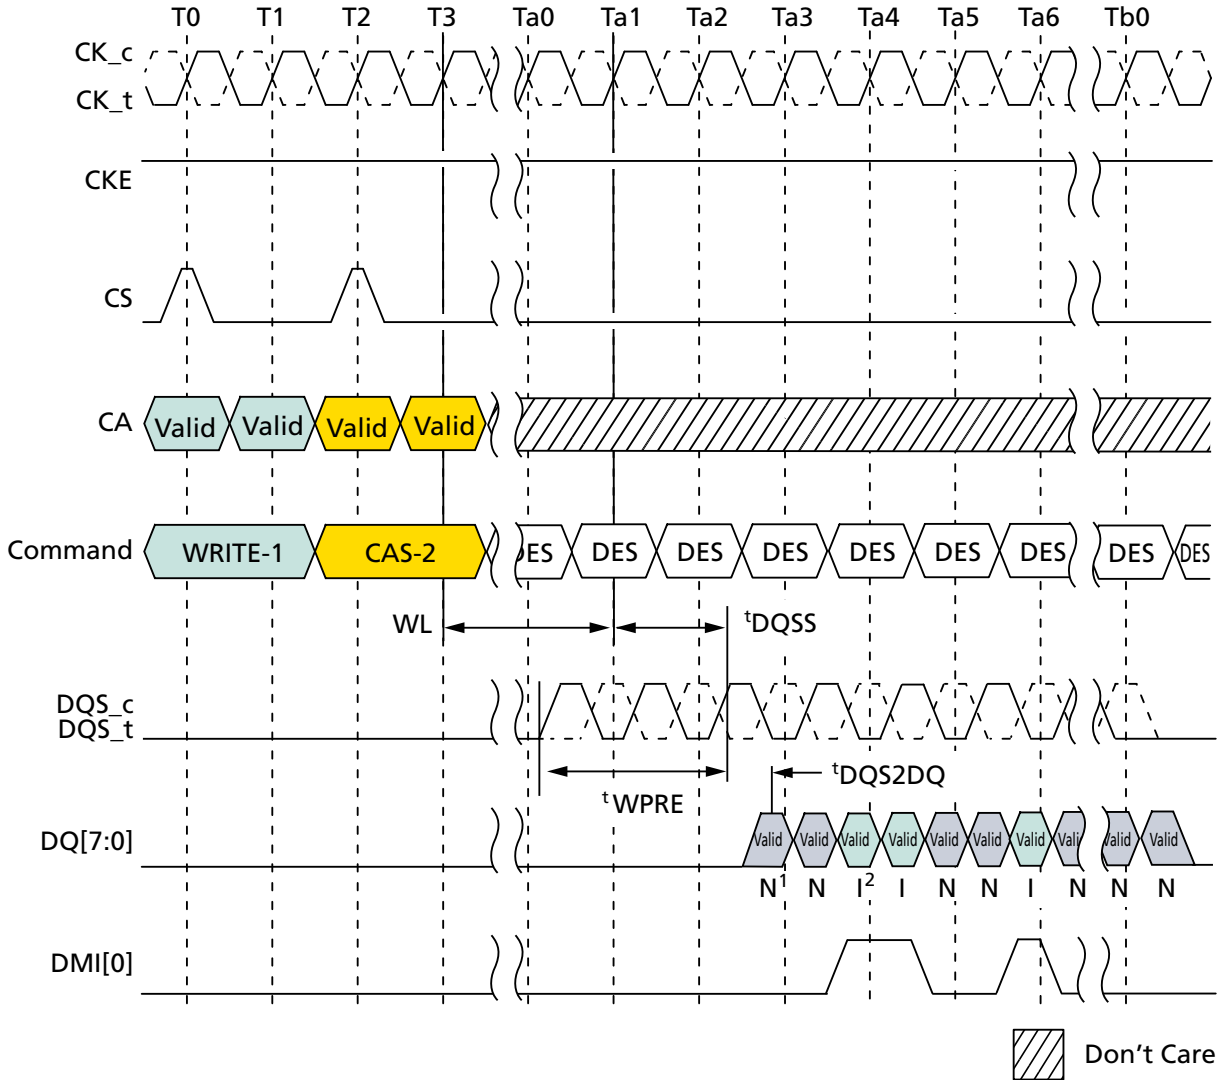 T0 T1 T2 T3 Ta0 Ta1 Ta2 Ta3 Ta4 Ta5 Ta6 Tb0
CK_c
CK_t
CKE
CS
CA Valid Valid Valid Valid
Command WRITE-1 CAS-2 DES DES DES DES DES DES DES DES DES
WL tDQSS
DQS_c
DQS_t
tDQS2DQ
tWPRE
DQ[7:0] Valid Valid Valid Valid Valid Valid Valid Valid Valid Valid
N1 N I2 I N N I N N N
DMI[0]
Don't Care